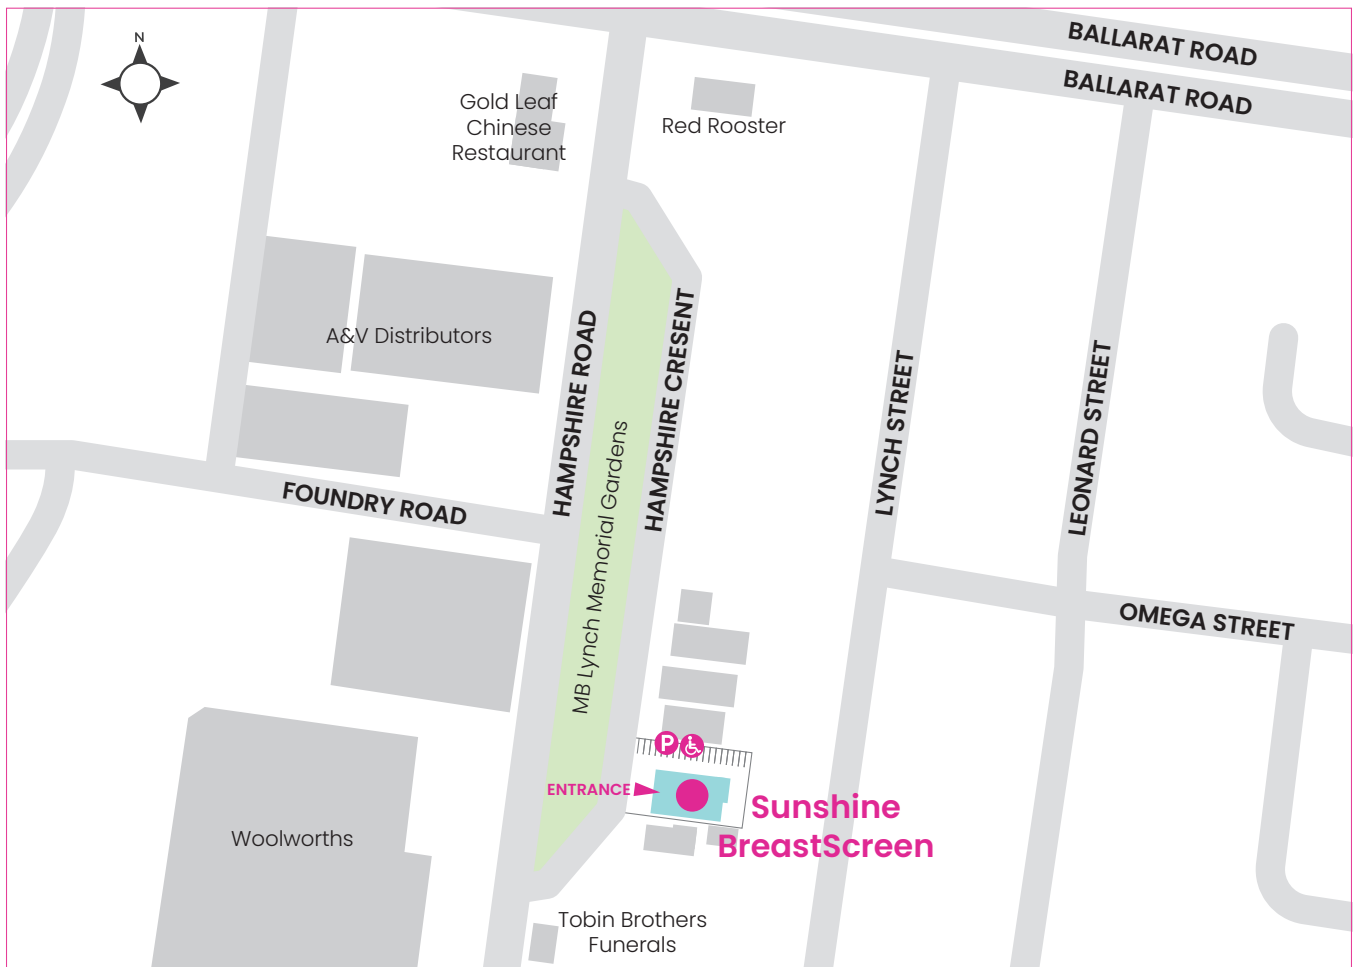 BALLARAT ROAD
BALLARAT ROAD
N
Gold Leaf
Chinese
Restaurant
Red Rooster
A&V Distributors
HAMPSHIRE ROAD
HAMPSHIRE CRESENT
MB Lynch Memorial Gardens
LYNCH STREET
LEONARD STREET
FOUNDRY ROAD
OMEGA STREET
P
ENTRANCE
Sunshine
BreastScreen
Woolworths
Tobin Brothers
Funerals